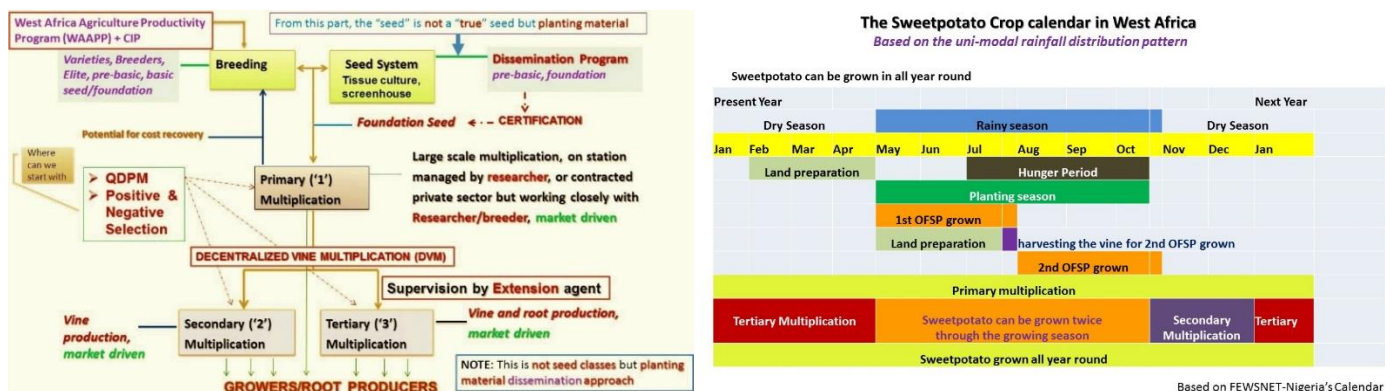 West Africa Agriculture Productivity
Program (WAAPP) + CIP
From this part, the "seed" is not a "true" seed but planting material
Varieties, Breeders,
Elite, pre-basic, basic
seed/foundation
Breeding
Seed System
Tissue culture,
screenhouse
Dissemination Program
pre-basic, foundation
Potential for cost recovery
Foundation Seed
CERTIFICATION
Where
can we
start with
➤ QDPM
➤ Positive &
Negative
Selection
Primary ('1')
Multiplication
Large scale multiplication, on station
managed by researcher, or contracted
private sector but working closely with
Researcher/breeder, market driven
DECENTRALIZED VINE MULTIPLICATION (DVM)
Supervision by Extension agent
Vine
production,
market driven
Secondary ('2')
Multiplication
Tertiary ('3')
Multiplication
Vine and root production,
market driven
GROWERS/ROOT PRODUCERS
NOTE: This is not seed classes but planting
material dissemination approach
The Sweetpotato Crop calendar in West Africa
Based on the uni-modal rainfall distribution pattern
Sweetpotato can be grown in all year round
Present Year Next Year
Dry Season Rainy season Dry Season
Jan Feb Mar Apr May Jun Jul Aug Sep Oct Nov Dec Jan
Land preparation Hunger Period
Planting season
1st OFSP grown
Land preparation harvesting the vine for 2nd OFSP grown
2nd OFSP grown
Primary multiplication
Tertiary Multiplication
Sweetpotato can be grown twice
through the growing season
Secondary
Multiplication
Tertiary
Sweetpotato grown all year round
Based on FEWSNET-Nigeria's Calendar